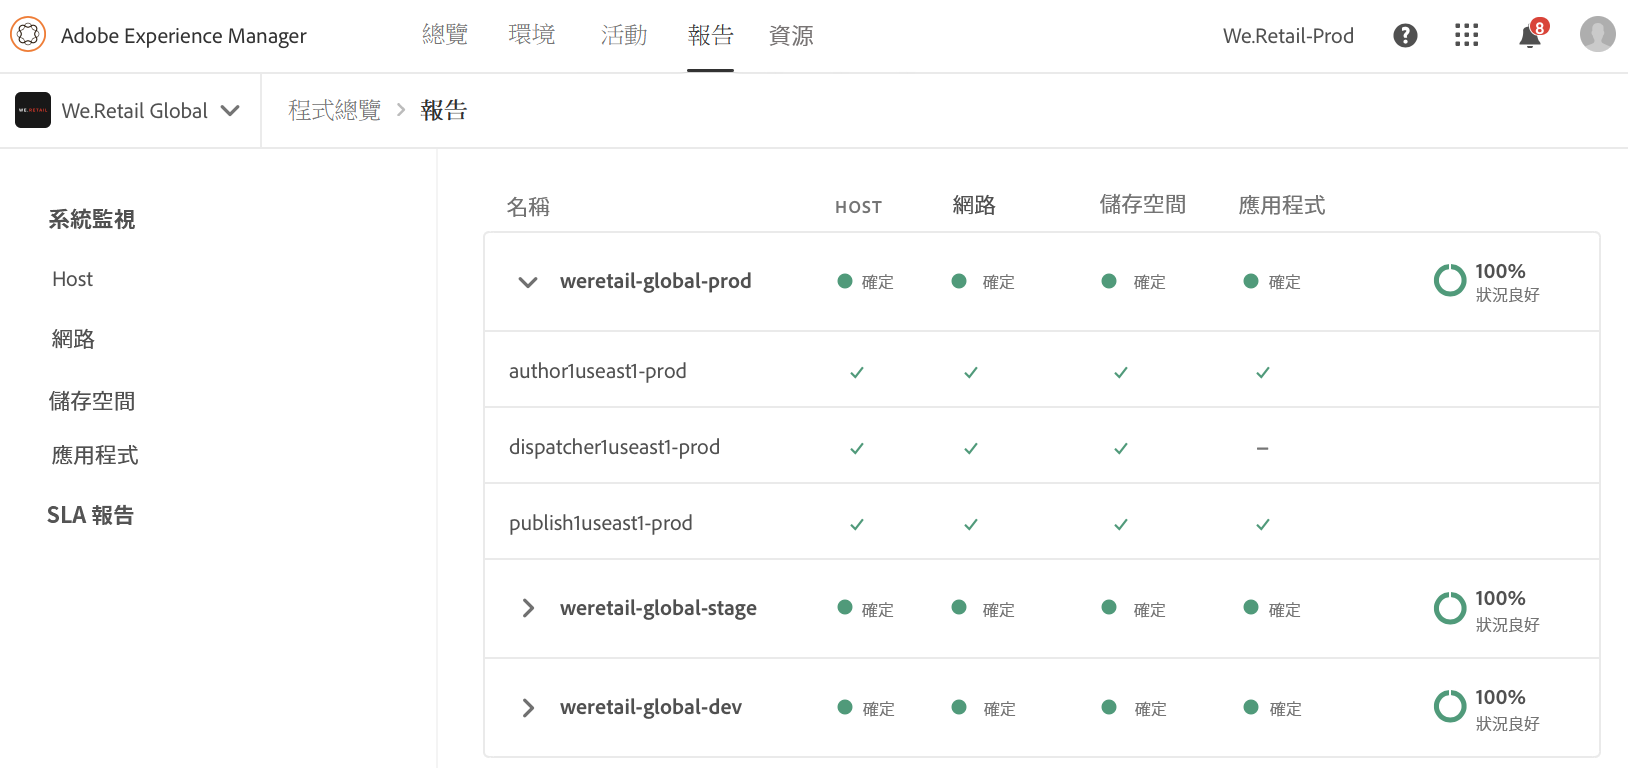 Adobe Experience Manager 總覽 環境 活動 報告 資源 We.Retail-Prod ? 8
WE.RETAIL We.Retail Global 程式總覽 > 報告
系統監視
Host
網路
儲存空間
應用程式
SLA 報告
名稱 HOST 網路 儲存空間 應用程式
weretail-global-prod 確定 確定 確定 確定 100%
狀況良好
author1useast1-prod
dispatcher1useast1-prod –
publish1useast1-prod
weretail-global-stage 確定 確定 確定 確定 100%
狀況良好
weretail-global-dev 確定 確定 確定 確定 100%
狀況良好